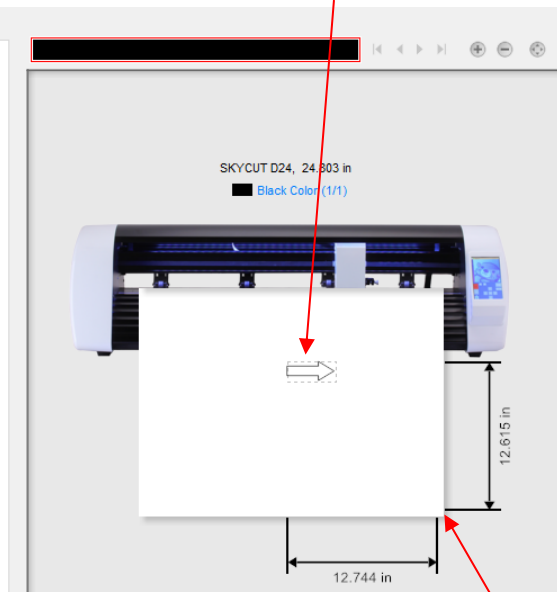 SKYCUT D24, 24.803 in
Black Color (1/1)
12.615 in
12.744 in